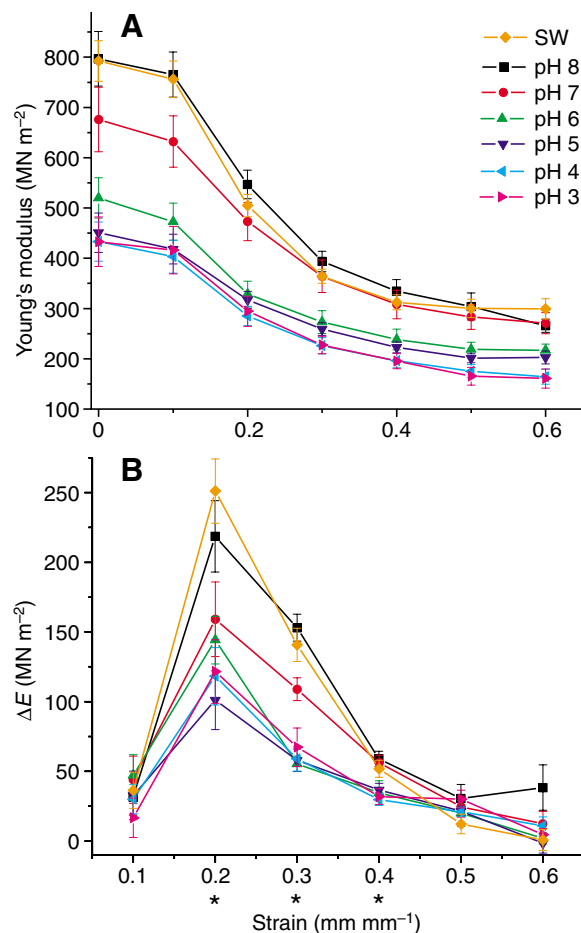 A
SW
pH 8
pH 7
pH 6
pH 5
pH 4
pH 3
Young's modulus (MN m⁻²)
800
700
600
500
400
300
200
100
0 0.2 0.4 0.6
B
ΔE (MN m⁻²)
250
200
150
100
50
0
0.1 0.2 0.3 0.4 0.5 0.6
* * *
Strain (mm mm⁻¹)